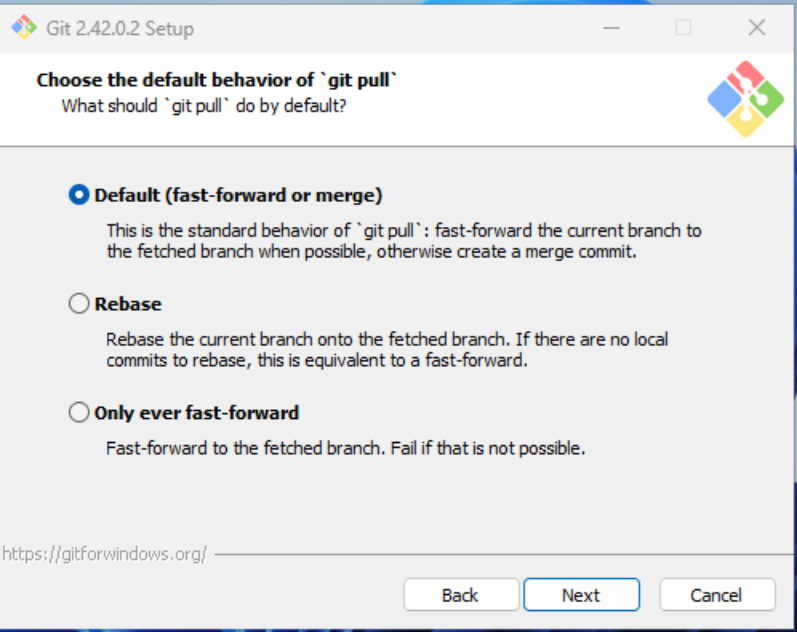 Git 2.42.0.2 Setup
Choose the default behavior of `git pull`
What should `git pull` do by default?
Default (fast-forward or merge)
This is the standard behavior of `git pull`: fast-forward the current branch to
the fetched branch when possible, otherwise create a merge commit.
Rebase
Rebase the current branch onto the fetched branch. If there are no local
commits to rebase, this is equivalent to a fast-forward.
Only ever fast-forward
Fast-forward to the fetched branch. Fail if that is not possible.
https://gitforwindows.org/
Back Next Cancel